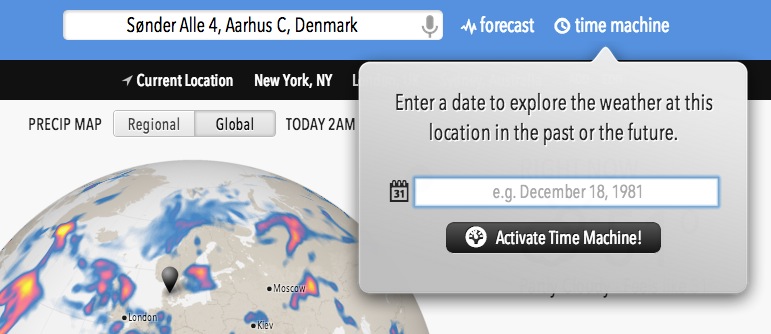 Sønder Alle 4, Aarhus C, Denmark
forecast
time machine
Current Location
New York, NY
PRECIP MAP
Regional
Global
TODAY 2AM
Enter a date to explore the weather at this
location in the past or the future.
31
e.g. December 18, 1981
Activate Time Machine!
Moscow
London
Kiev